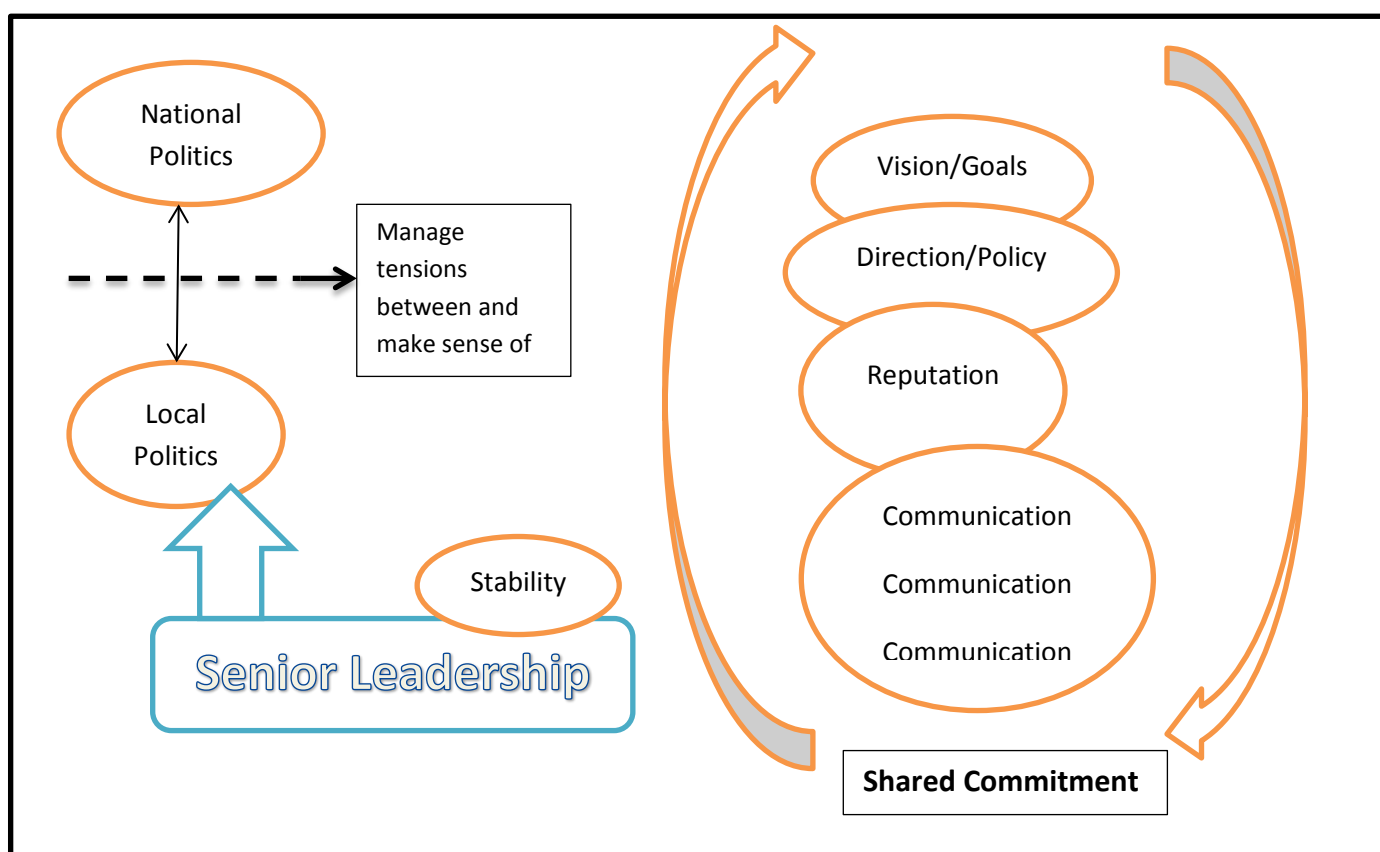 National
Politics
Manage
tensions
between and
make sense of
Local
Politics
Stability
Senior Leadership
Vision/Goals
Direction/Policy
Reputation
Communication
Communication
Communication
Shared Commitment